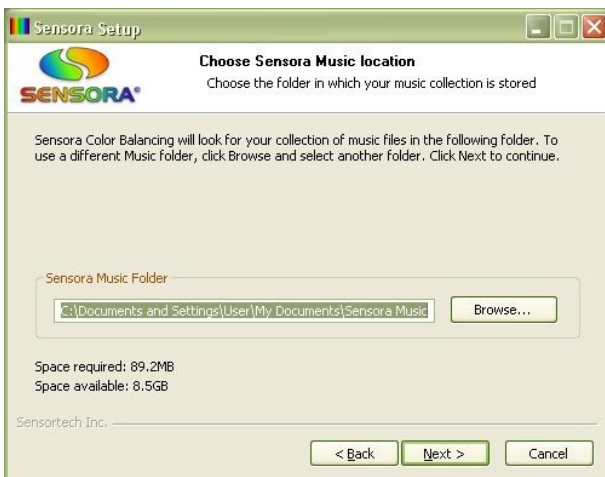 Sensora Setup
Choose Sensora Music location
Choose the folder in which your music collection is stored
SENSORA
Sensora Color Balancing will look for your collection of music files in the following folder. To
use a different Music folder, click Browse and select another folder. Click Next to continue.
Sensora Music Folder
C:\Documents and Settings\User\My Documents\Sensora Music
Browse...
Space required: 89.2MB
Space available: 8.5GB
Sensortech Inc.
< Back
Next >
Cancel